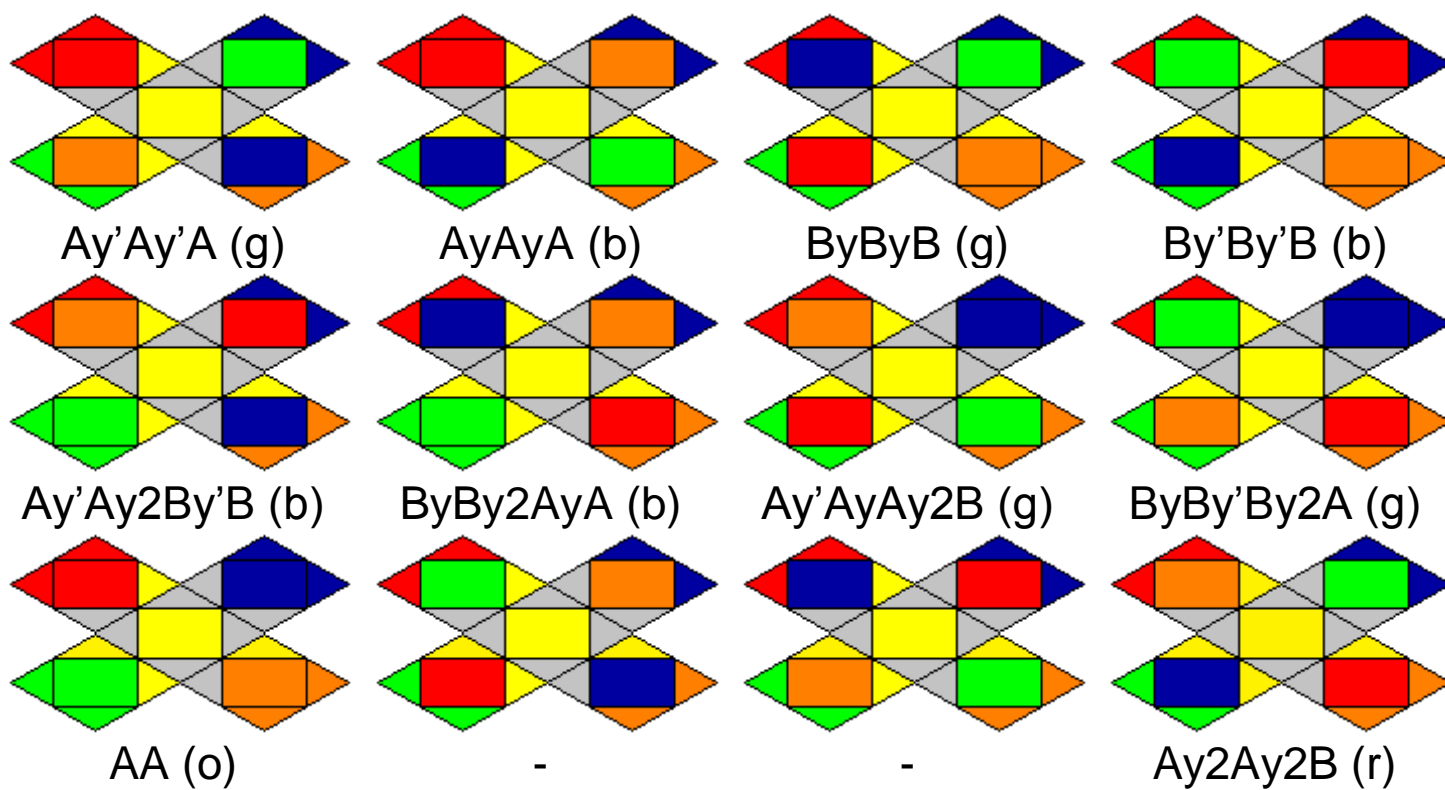 Ay’Ay’A (g) AyAyA (b) ByByB (g) By’By’B (b)
Ay’Ay2By’B (b) ByBy2AyA (b) Ay’AyAy2B (g) ByBy’By2A (g)
AA (o) - - Ay2Ay2B (r)